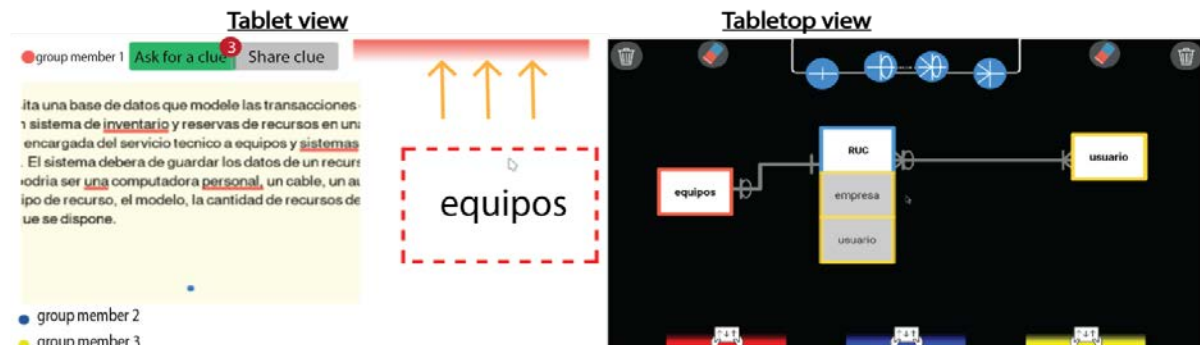 Tablet view
Tabletop view
group member 1
Ask for a clue
3
Share clue
ita una base de datos que modele las transacciones
sistema de inventario y reservas de recursos en una
encargada del servicio tecnico a equipos y sistemas
. El sistema debera de guardar los datos de un recurs
odria ser una computadora personal, un cable, un au
ipo de recurso, el modelo, la cantidad de recursos de
ue se dispone.
group member 2
group member 3
equipos
equipos
RUC
empresa
usuario
usuario